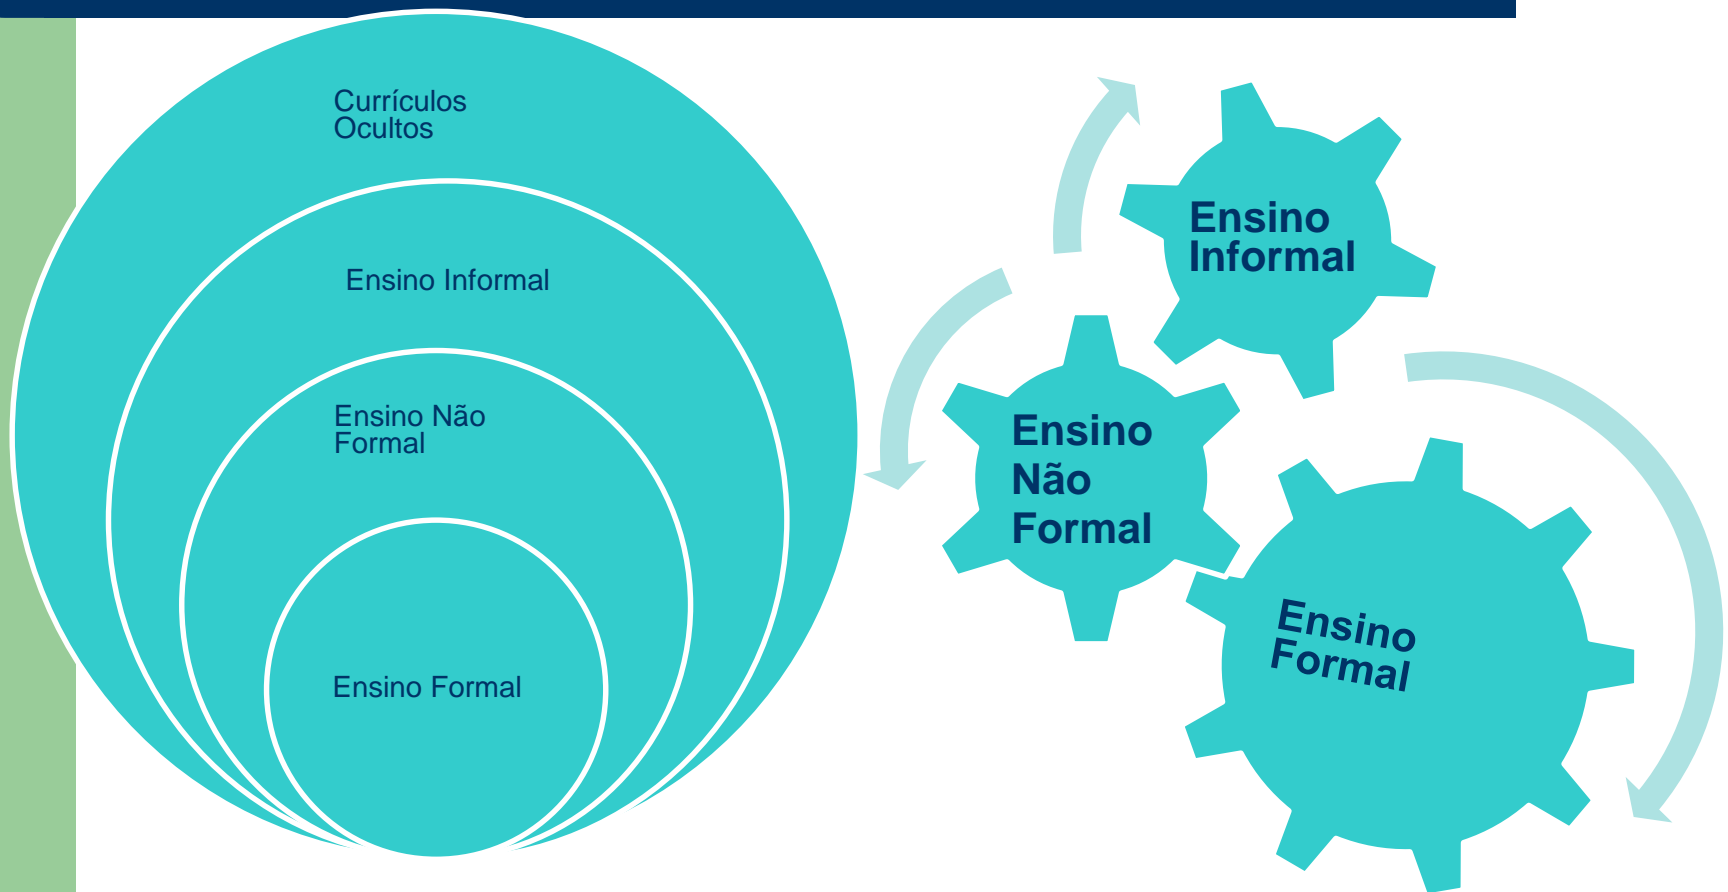 Currículos
Ocultos
Ensino Informal
Ensino Não
Formal
Ensino Formal
Ensino
Informal
Ensino
Não
Formal
Ensino
Formal